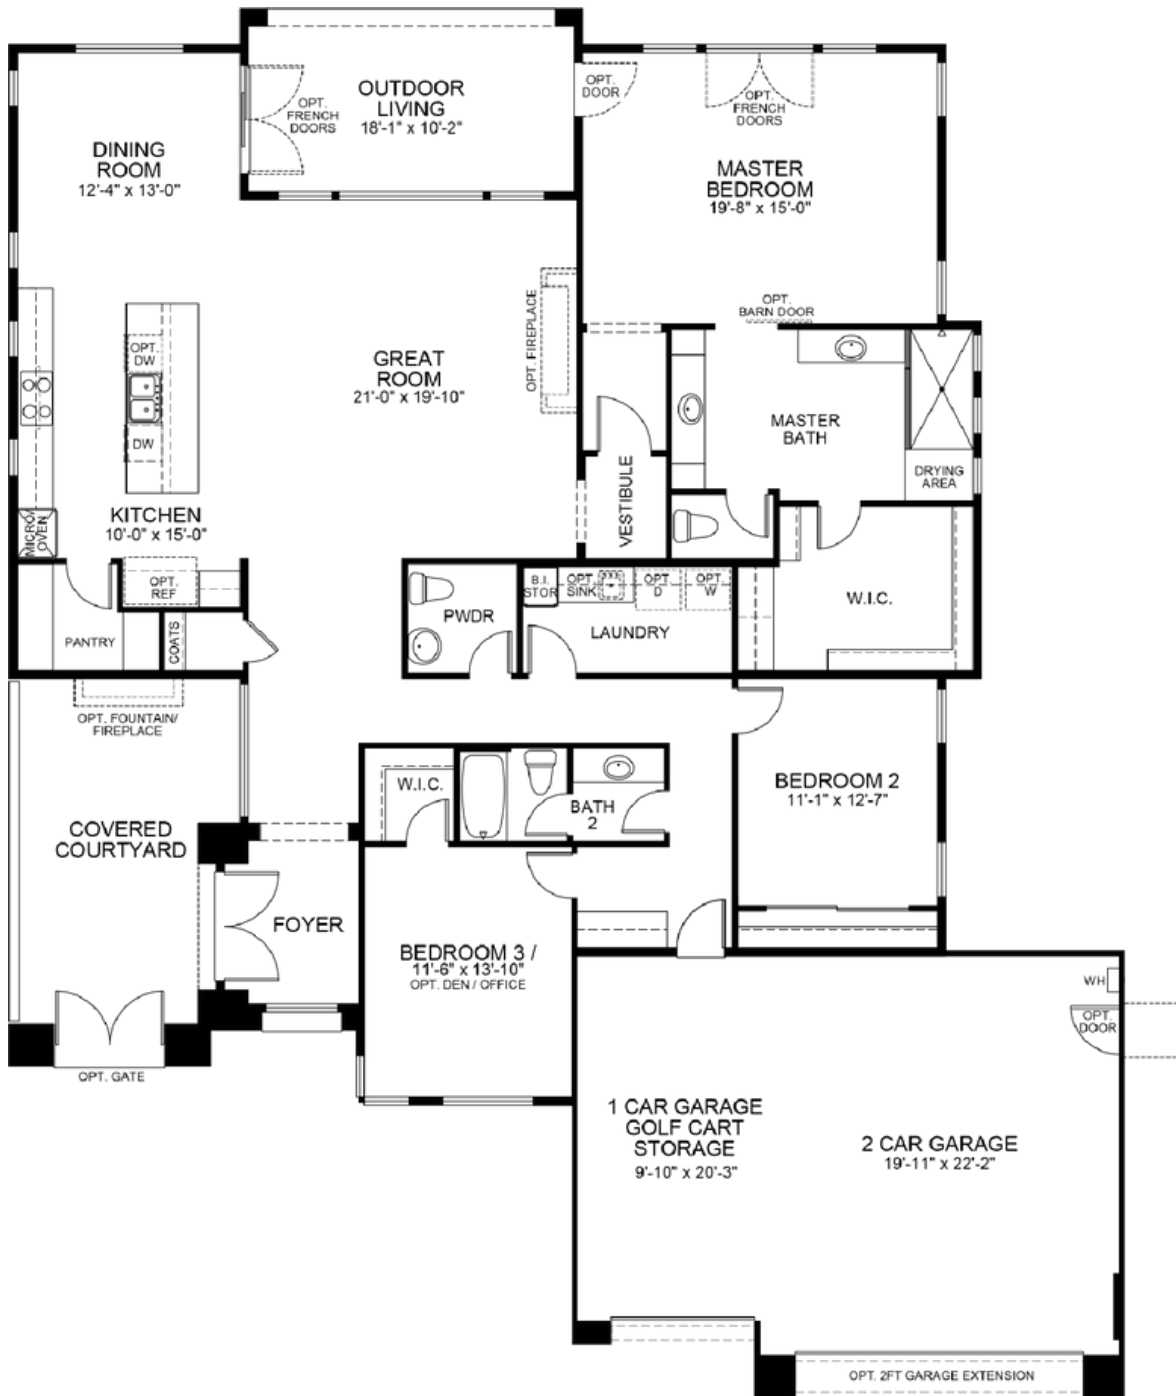 OUTDOOR
LIVING
18'-1" x 10'-2"
OPT.
FRENCH
DOORS
OPT.
DOOR
OPT.
FRENCH
DOORS
DINING
ROOM
12'-4" x 13'-0"
MASTER
BEDROOM
19'-8" x 15'-0"
OPT.
BARN DOOR
OPT. FIREPLACE
GREAT
ROOM
21'-0" x 19'-10"
OPT.
DW
DW
MASTER
BATH
DRYING
AREA
VESTIBULE
KITCHEN
10'-0" x 15'-0"
MICRO/
OVEN
OPT.
REF
PANTRY
COATS
PWDR
B.I.
STOR
OPT
SINK
OPT
D
OPT
W
LAUNDRY
W.I.C.
OPT. FOUNTAIN/
FIREPLACE
COVERED
COURTYARD
W.I.C.
BATH
2
BEDROOM 2
11'-1" x 12'-7"
FOYER
BEDROOM 3 /
11'-6" x 13'-10"
OPT. DEN / OFFICE
WH
OPT.
DOOR
OPT. GATE
1 CAR GARAGE
GOLF CART
STORAGE
9'-10" x 20'-3"
2 CAR GARAGE
19'-11" x 22'-2"
OPT. 2FT GARAGE EXTENSION